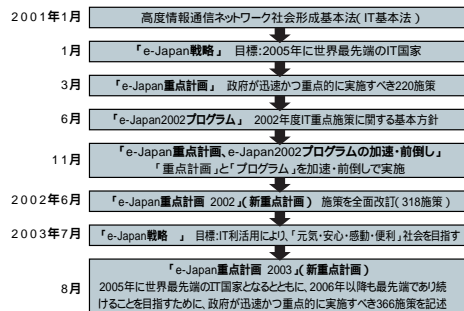 2001年1月 高度情報通信ネットワーク社会形成基本法(IT基本法)
1月 「e-Japan戦略」 目標:2005年に世界最先端のIT国家
3月 「e-Japan重点計画」 政府が迅速かつ重点的に実施すべき220施策
6月 「e-Japan2002プログラム」 2002年度IT重点施策に関する基本方針
11月 「e-Japan重点計画、e-Japan2002プログラムの加速・前倒し」
「重点計画」と「プログラム」を加速・前倒しで実施
2002年6月 「e-Japan重点計画 2002」(新重点計画) 施策を全面改訂(318施策)
2003年7月 「e-Japan戦略 」 目標:IT利活用により、「元気・安心・感動・便利」社会を目指す
「e-Japan重点計画 2003」(新重点計画)
8月 2005年に世界最先端のIT国家となるとともに、2006年以降も最先端であり続
けることを目指すために、政府が迅速かつ重点的に実施すべき366施策を記述